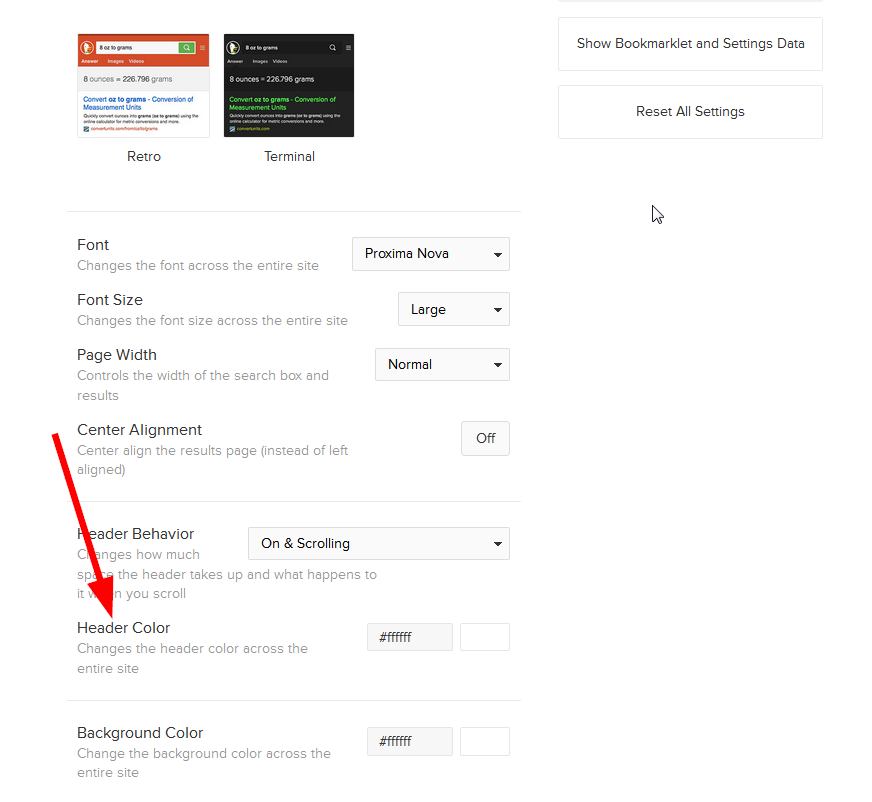 8 oz to grams
Answer Images Videos
8 ounces = 226.796 grams
Convert oz to grams - Conversion of
Measurement Units
Quickly convert ounces into grams (oz to grams) using the
online calculator for metric conversions and more.
convertunits.com/from/oz/to/grams
Retro
8 oz to grams
Answer Images Videos
8 ounces = 226.796 grams
Convert oz to grams - Conversion of
Measurement Units
Quickly convert ounces into grams (oz to grams) using the
online calculator for metric conversions and more.
convertunits.com
Terminal
Show Bookmarklet and Settings Data
Reset All Settings
Font
Changes the font across the entire site
Proxima Nova
Font Size
Changes the font size across the entire site
Large
Page Width
Controls the width of the search box and
results
Normal
Center Alignment
Center align the results page (instead of left
aligned)
Off
Header Behavior
Changes how much
space the header takes up and what happens to
it when you scroll
On & Scrolling
Header Color
Changes the header color across the
entire site
#ffffff
Background Color
Change the background color across the
entire site
#ffffff